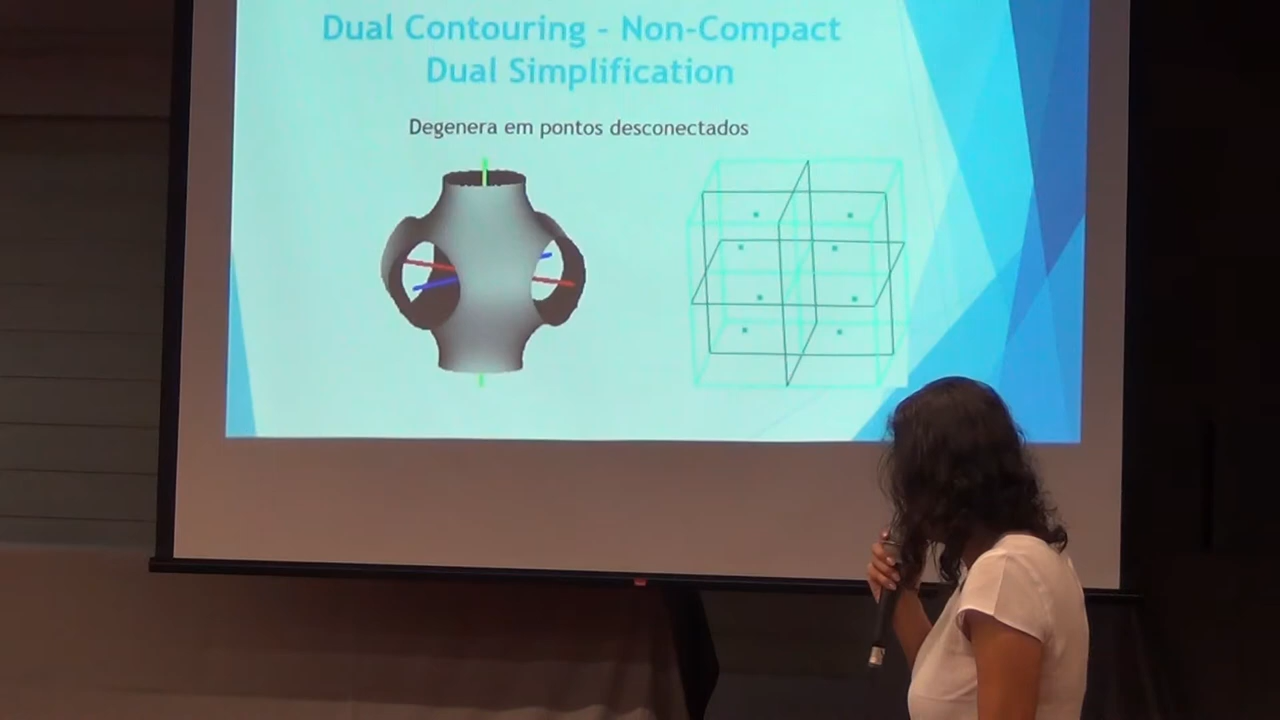 Dual Contouring - Non-Compact
Dual Simplification
Degenera em pontos desconectados